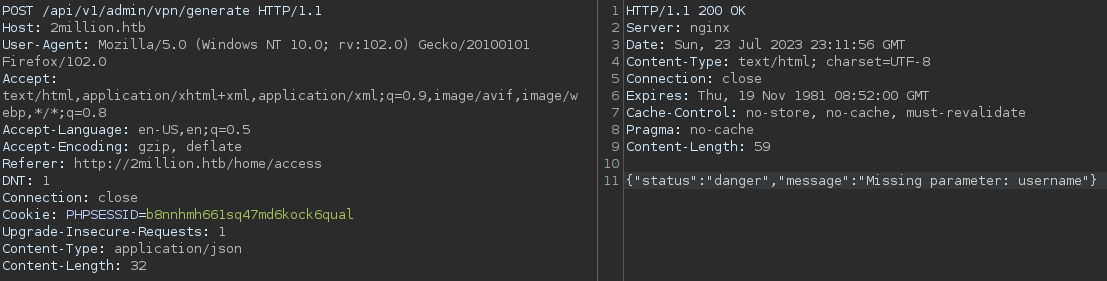 POST /api/v1/admin/vpn/generate HTTP/1.1
Host: 2million.htb
User-Agent: Mozilla/5.0 (Windows NT 10.0; rv:102.0) Gecko/20100101
Firefox/102.0
Accept:
text/html,application/xhtml+xml,application/xml;q=0.9,image/avif,image/w
ebp,*/*;q=0.8
Accept-Language: en-US,en;q=0.5
Accept-Encoding: gzip, deflate
Referer: http://2million.htb/home/access
DNT: 1
Connection: close
Cookie: PHPSESSID=b8nnhmh661sq47md6kock6qual
Upgrade-Insecure-Requests: 1
Content-Type: application/json
Content-Length: 32
1 HTTP/1.1 200 OK
2 Server: nginx
3 Date: Sun, 23 Jul 2023 23:11:56 GMT
4 Content-Type: text/html; charset=UTF-8
5 Connection: close
6 Expires: Thu, 19 Nov 1981 08:52:00 GMT
7 Cache-Control: no-store, no-cache, must-revalidate
8 Pragma: no-cache
9 Content-Length: 59
10
11 {"status":"danger","message":"Missing parameter: username"}